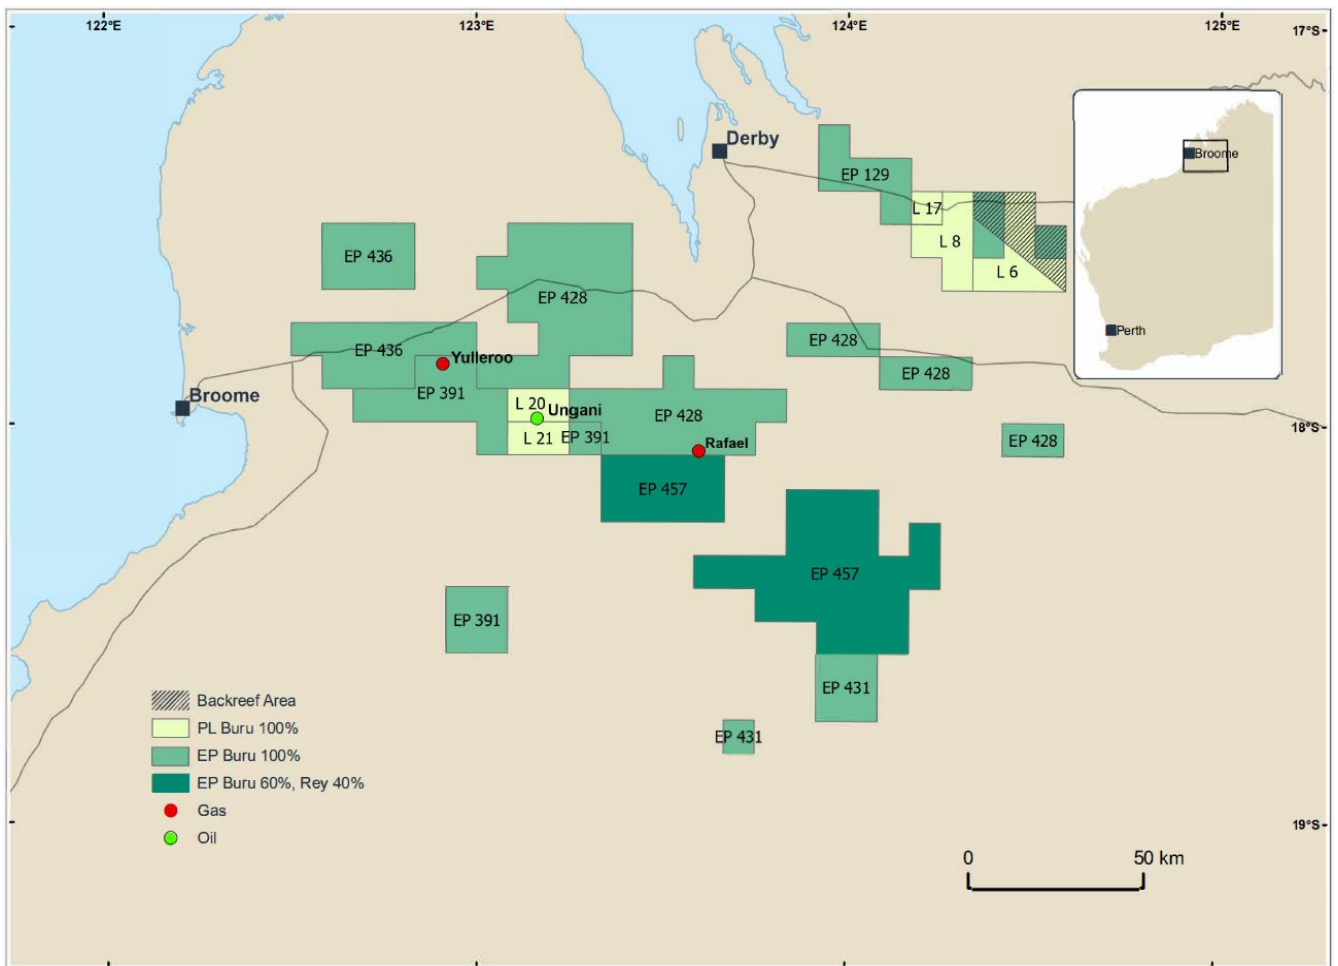 122°E
123°E
124°E
125°E
17°S
Derby
EP 129
Broome
L 17
L 8
L 6
EP 436
EP 428
Perth
EP 436
Yulleroo
EP 428
EP 428
Broome
EP 391
L 20
Ungani
EP 428
L 21
EP 391
Rafael
EP 428
18°S
EP 457
EP 457
EP 391
EP 431
EP 431
Backreef Area
PL Buru 100%
EP Buru 100%
EP Buru 60%, Rey 40%
Gas
Oil
19°S
0
50 km